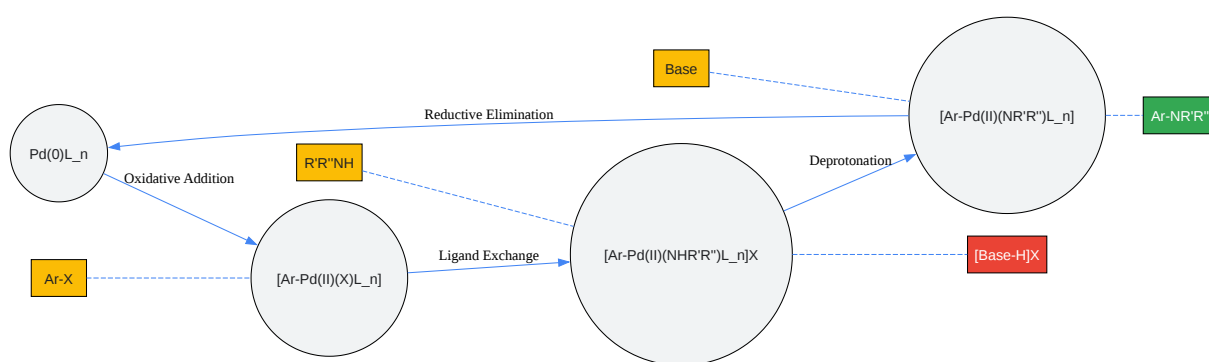 Base
Reductive Elimination
[Ar-Pd(II)(NR'R")L_n]
Ar-NR'R"
Pd(0)L_n
R'R"NH
Deprotonation
Oxidative Addition
Ligand Exchange
[Ar-Pd(II)(NHR'R")L_n]X
[Base-H]X
Ar-X
[Ar-Pd(II)(X)L_n]